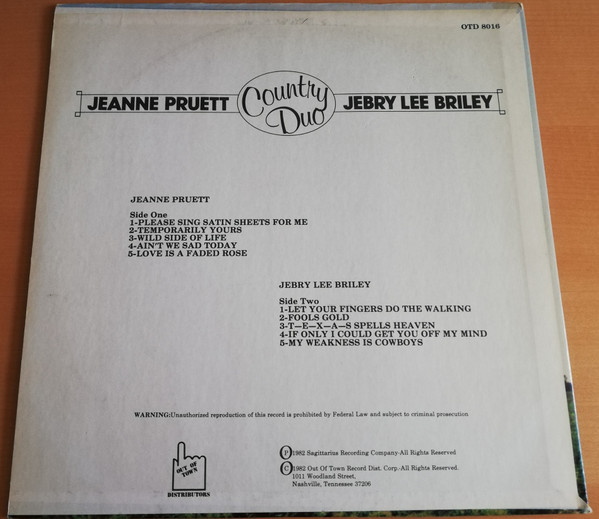 OTD 8016
JEANNE PRUETT Country Duo JEBRY LEE BRILEY
JEANNE PRUETT
Side One
1-PLEASE SING SATIN SHEETS FOR ME
2-TEMPORARILY YOURS
3-WILD SIDE OF LIFE
4-AIN'T WE SAD TODAY
5-LOVE IS A FADED ROSE
JEBRY LEE BRILEY
Side Two
1-LET YOUR FINGERS DO THE WALKING
2-FOOLS GOLD
3-T—E—X—A—S SPELLS HEAVEN
4-IF ONLY I COULD GET YOU OFF MY MIND
5-MY WEAKNESS IS COWBOYS
WARNING:Unauthorized reproduction of this record is prohibited by Federal Law and subject to criminal prosecution
OUT OF TOWN
DISTRIBUTORS
Ⓟ1982 Sagittarius Recording Company-All Rights Reserved
Ⓒ1982 Out Of Town Record Dist. Corp.-All Rights Reserved.
1011 Woodland Street,
Nashville, Tennessee 37206